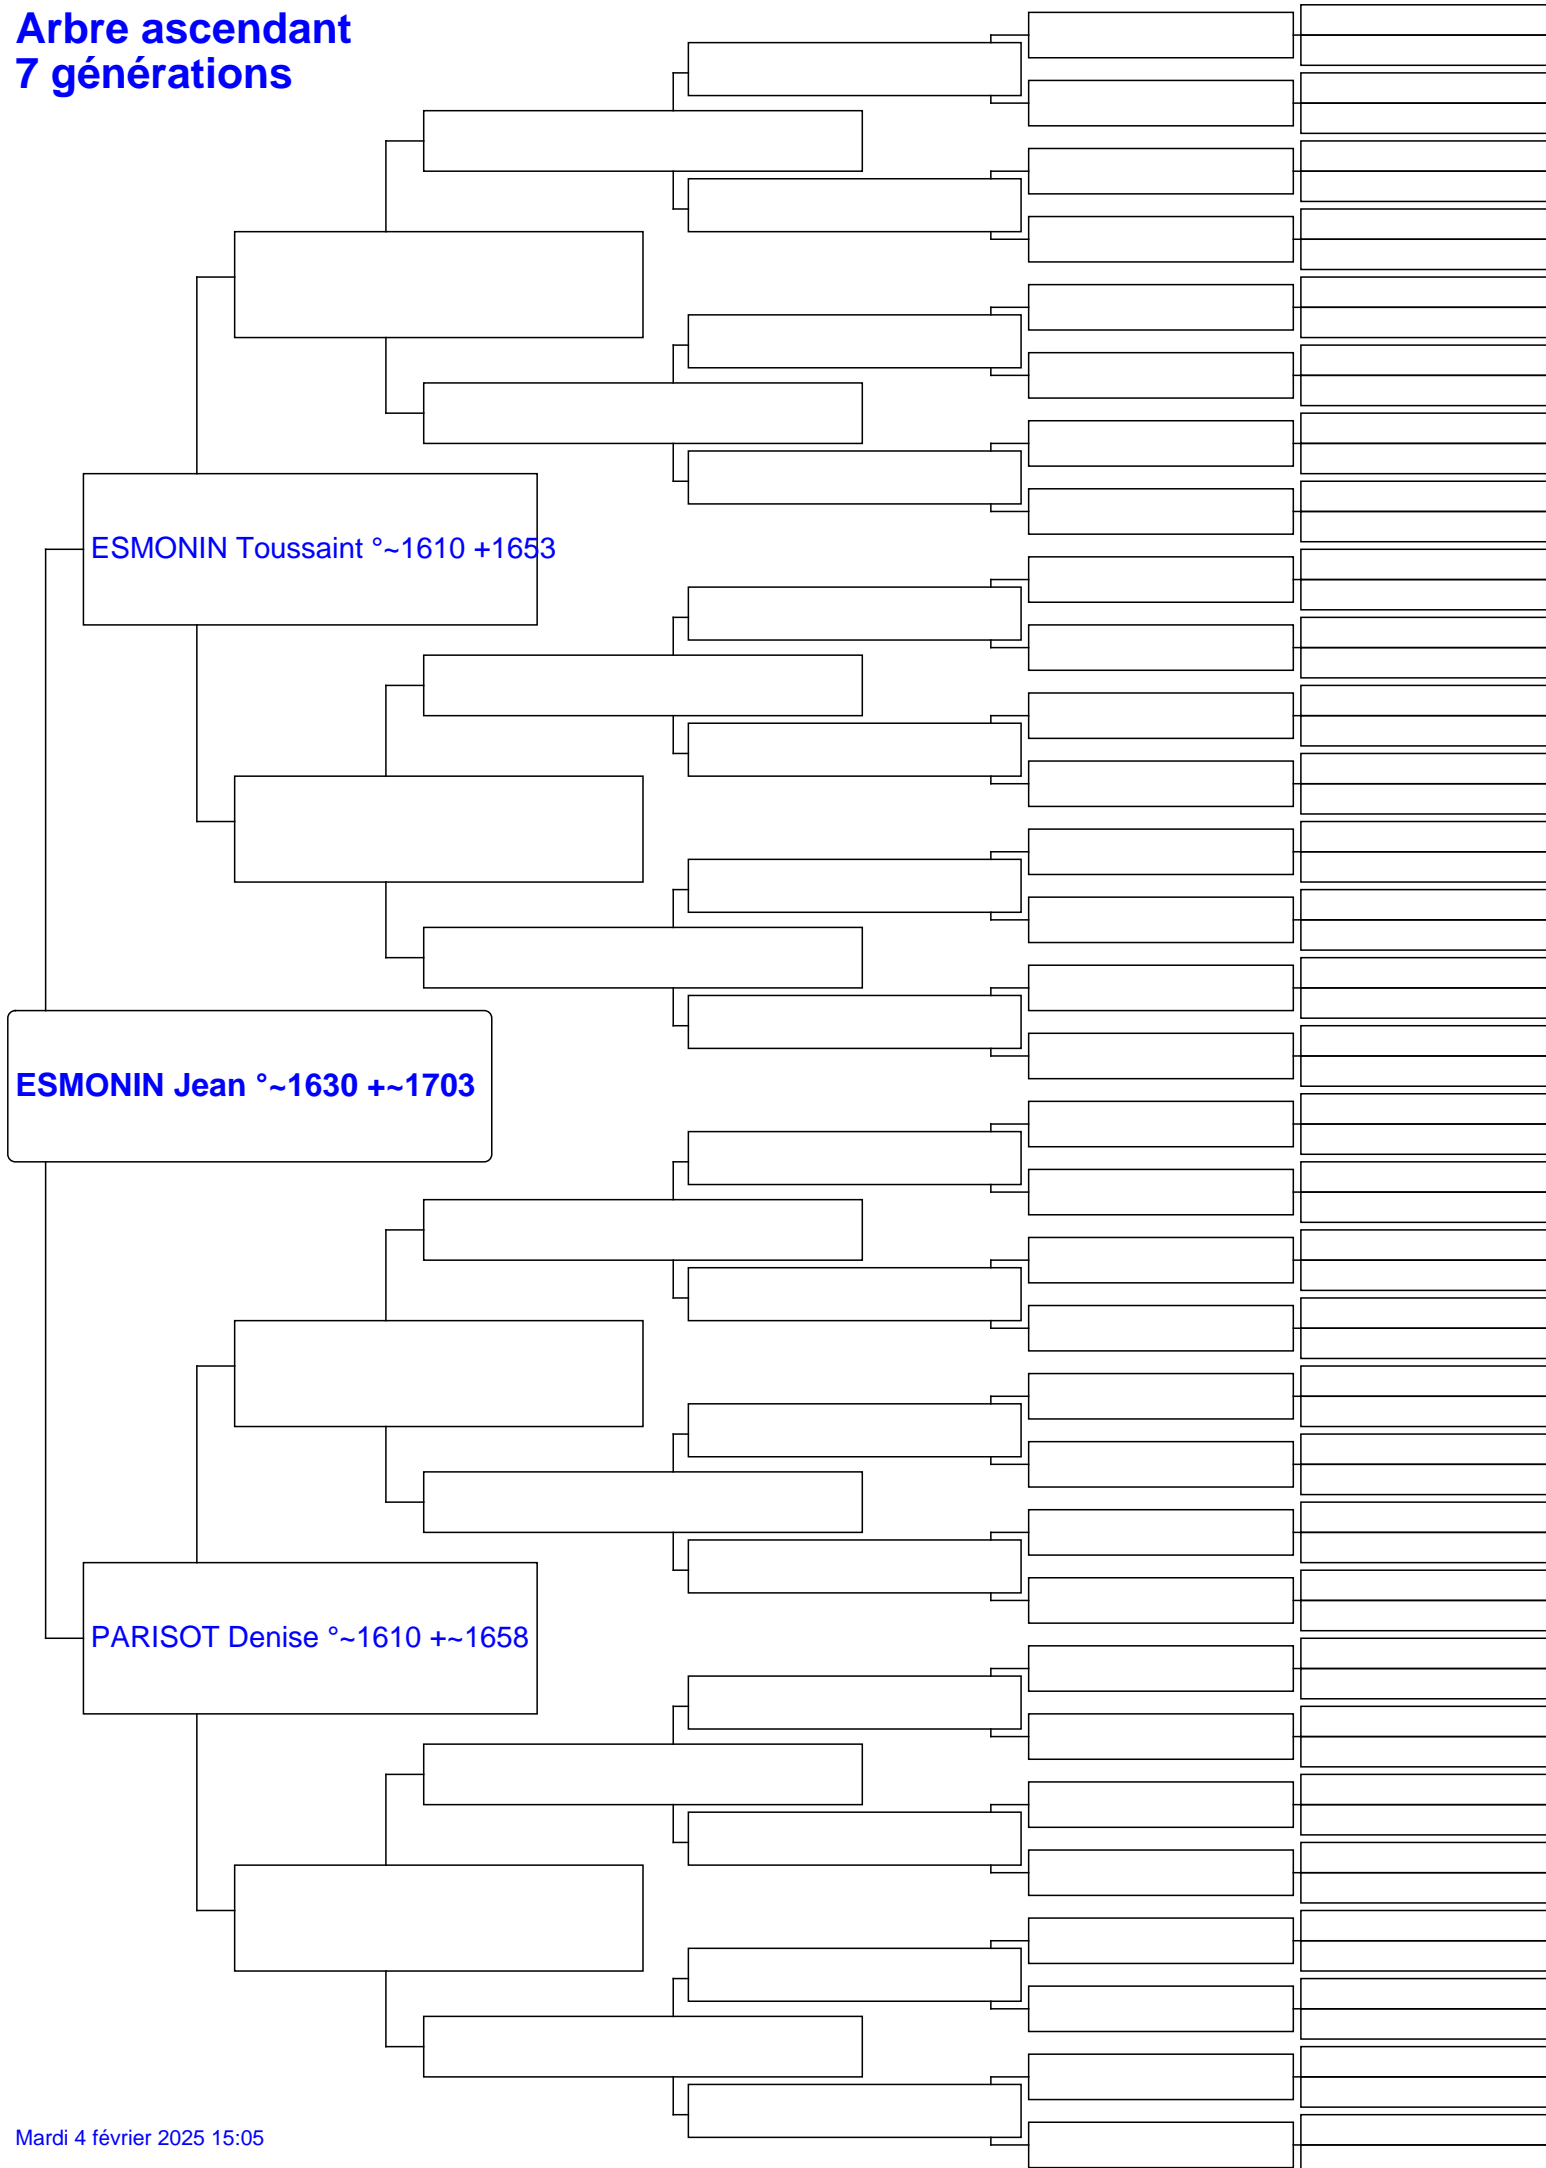 Arbre ascendant
7 générations
ESMONIN Toussaint °~1610 +1653
ESMONIN Jean °~1630 +~1703
PARISOT Denise °~1610 +~1658
Mardi 4 février 2025 15:05